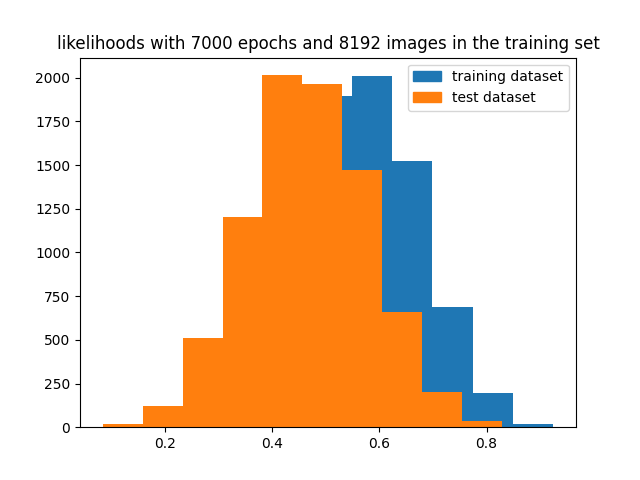 likelihoods with 7000 epochs and 8192 images in the training set
training dataset
test dataset
2000
1750
1500
1250
1000
750
500
250
0
0.2 0.4 0.6 0.8